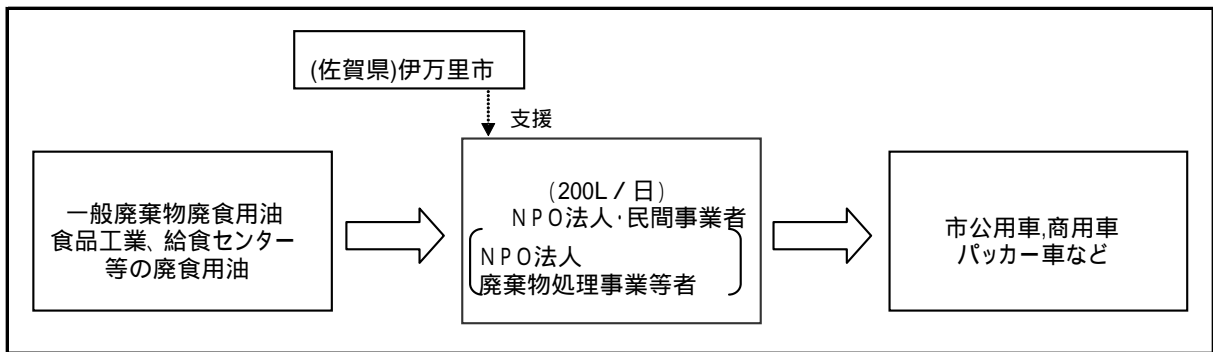 (佐賀県)伊万里市
支援
一般廃棄物廃食用油
食品工業、給食センター
等の廃食用油
(200L/日)
NPO法人・民間事業者
NPO法人
廃棄物処理事業等者
市公用車,商用車
パッカー車など